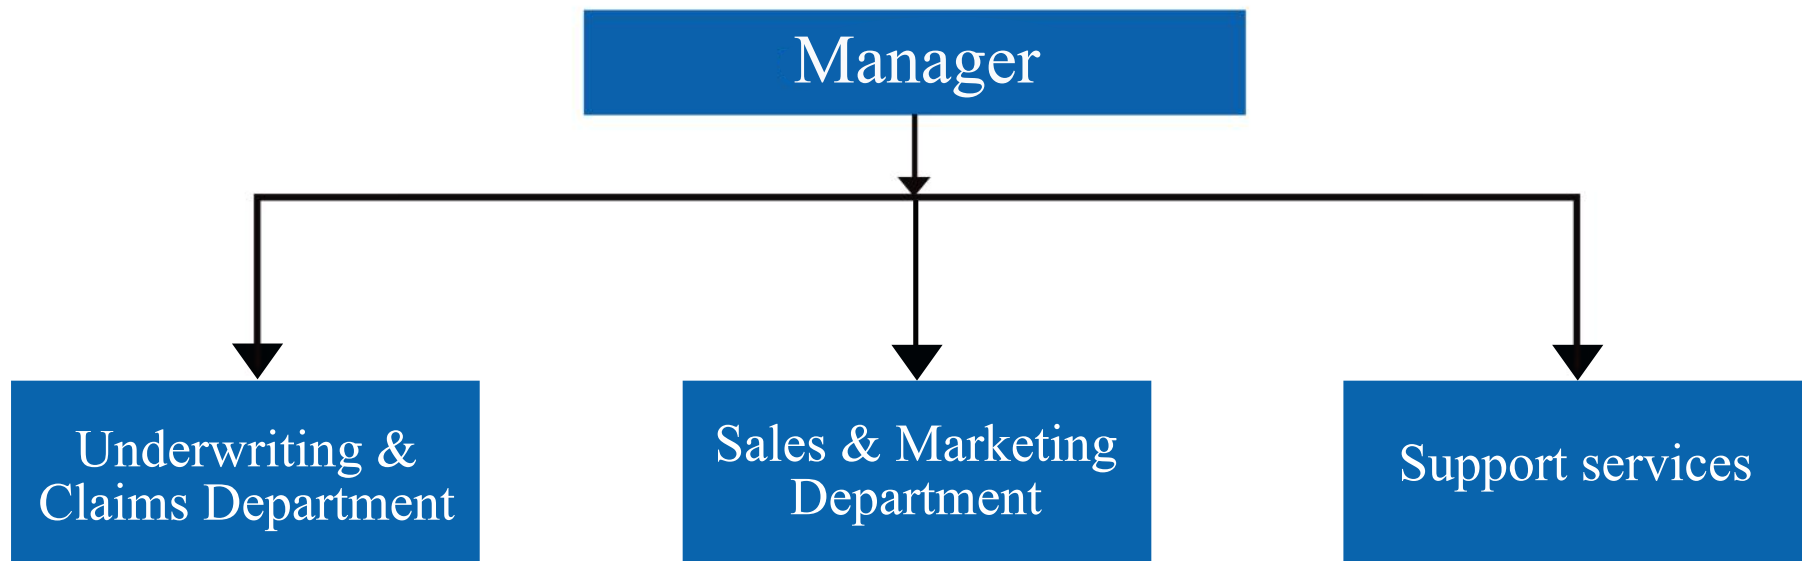 Manager
Underwriting &
Claims Department
Sales & Marketing
Department
Support services